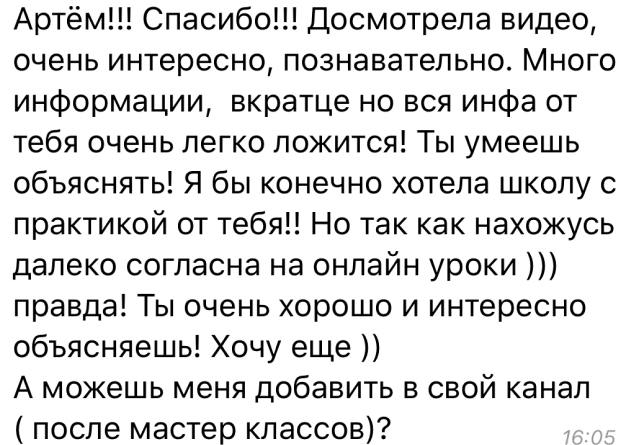 Артём!!! Спасибо!!! Досмотрела видео,
очень интересно, познавательно. Много
информации,  вкратце но вся инфа от
тебя очень легко ложится! Ты умеешь
объяснять! Я бы конечно хотела школу с
практикой от тебя!! Но так как нахожусь
далеко согласна на онлайн уроки )))
правда! Ты очень хорошо и интересно
объясняешь! Хочу еще ))
А можешь меня добавить в свой канал
( после мастер классов)?
16:05